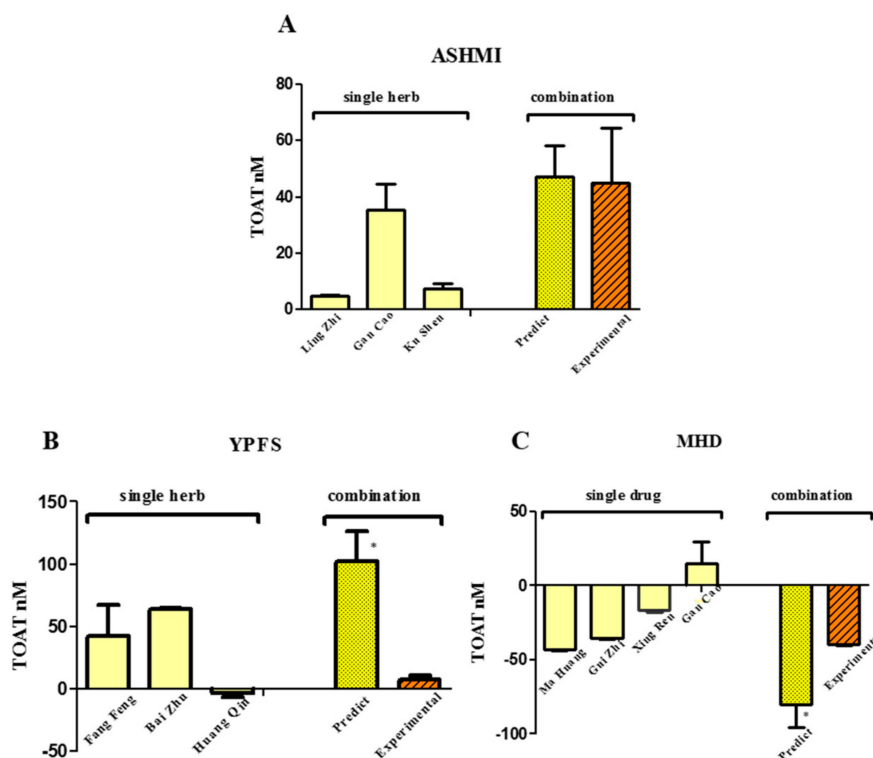 A
ASHMI
single herb
combination
TOAT nM
80
60
40
20
0
Ling Zhi
Gan Cao
Ku Shen
Predict
Experimental
B
YPFS
single herb
combination
TOAT nM
150
100
50
0
-50
*
Fang Feng
Bai Zhu
Huang Qin
Predict
Experimental
C
MHD
single drug
combination
TOAT nM
50
0
-50
-100
Ma Huang
Gui Zhi
Xing Ren
Gan Cao
*
Predict
Experiment